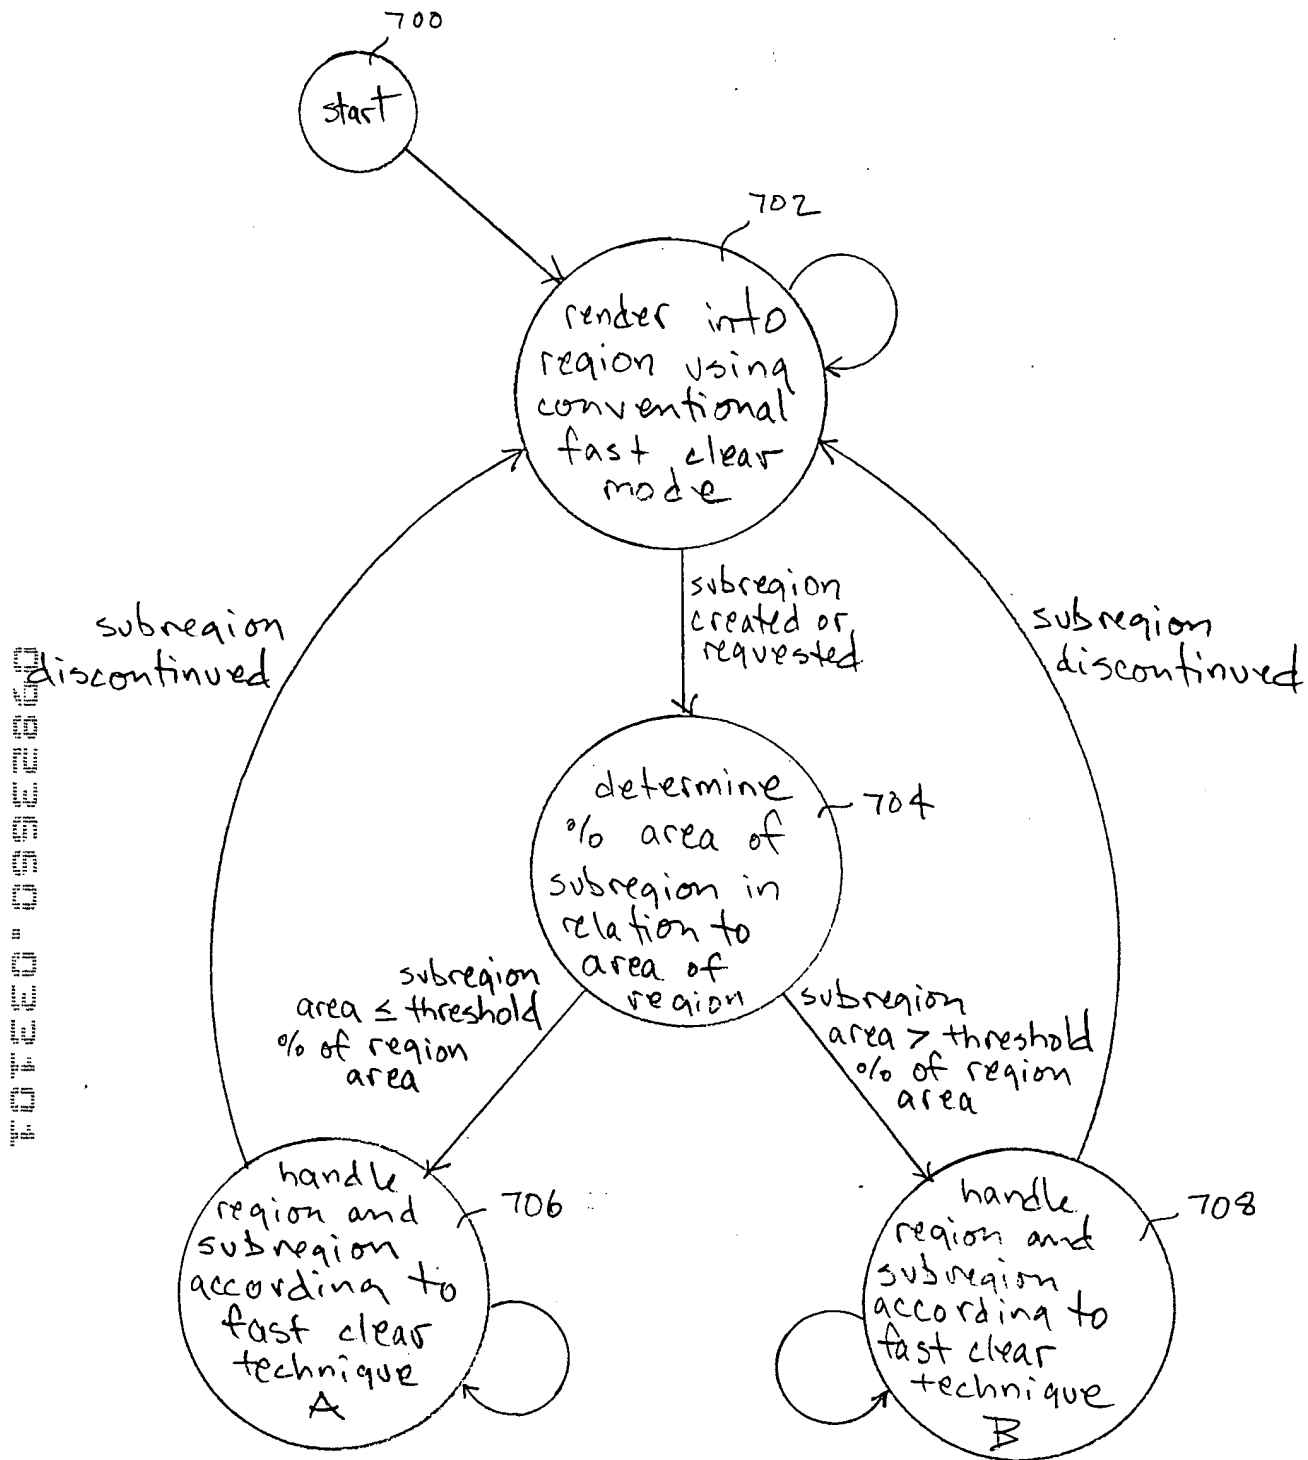 700
start
702
render into
region using
conventional
fast clear
mode
subregion
created or
requested
subregion
discontinued
subregion
discontinued
determine
% area of
subregion in
relation to
area of
region
704
subregion
area ≤ threshold
% of region
area
subregion
area > threshold
% of region
area
handle
region and
subregion
according to
fast clear
technique
A
706
handle
region and
subregion
according to
fast clear
technique
B
708
09823550.033101